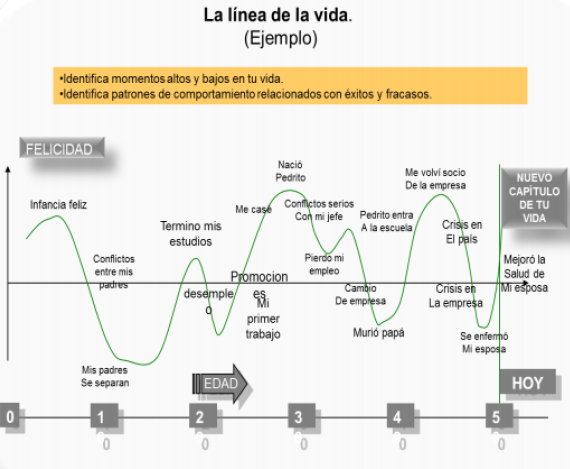 La línea de la vida.
(Ejemplo)
•Identifica momentos altos y bajos en tu vida.
•Identifica patrones de comportamiento relacionados con éxitos y fracasos.
FELICIDAD
Infancia feliz
Conflictos
entre mis
padres
Mis padres
Se separan
Termino mis
estudios
desemple
o
Promocion
es
Mi
primer
trabajo
Me casé
Nació
Pedrito
Conflictos serios
Con mi jefe
Pierdo mi
empleo
Pedrito entra
A la escuela
Cambio
De empresa
Murió papá
Me volví socio
De la empresa
Crisis en
El país
Crisis en
La empresa
Se enfermó
Mi esposa
Mejoró la
Salud de
Mi esposa
NUEVO
CAPÍTULO
DE TU
VIDA
EDAD
HOY
0 1 2 3 4 5
0 0 0 0 0